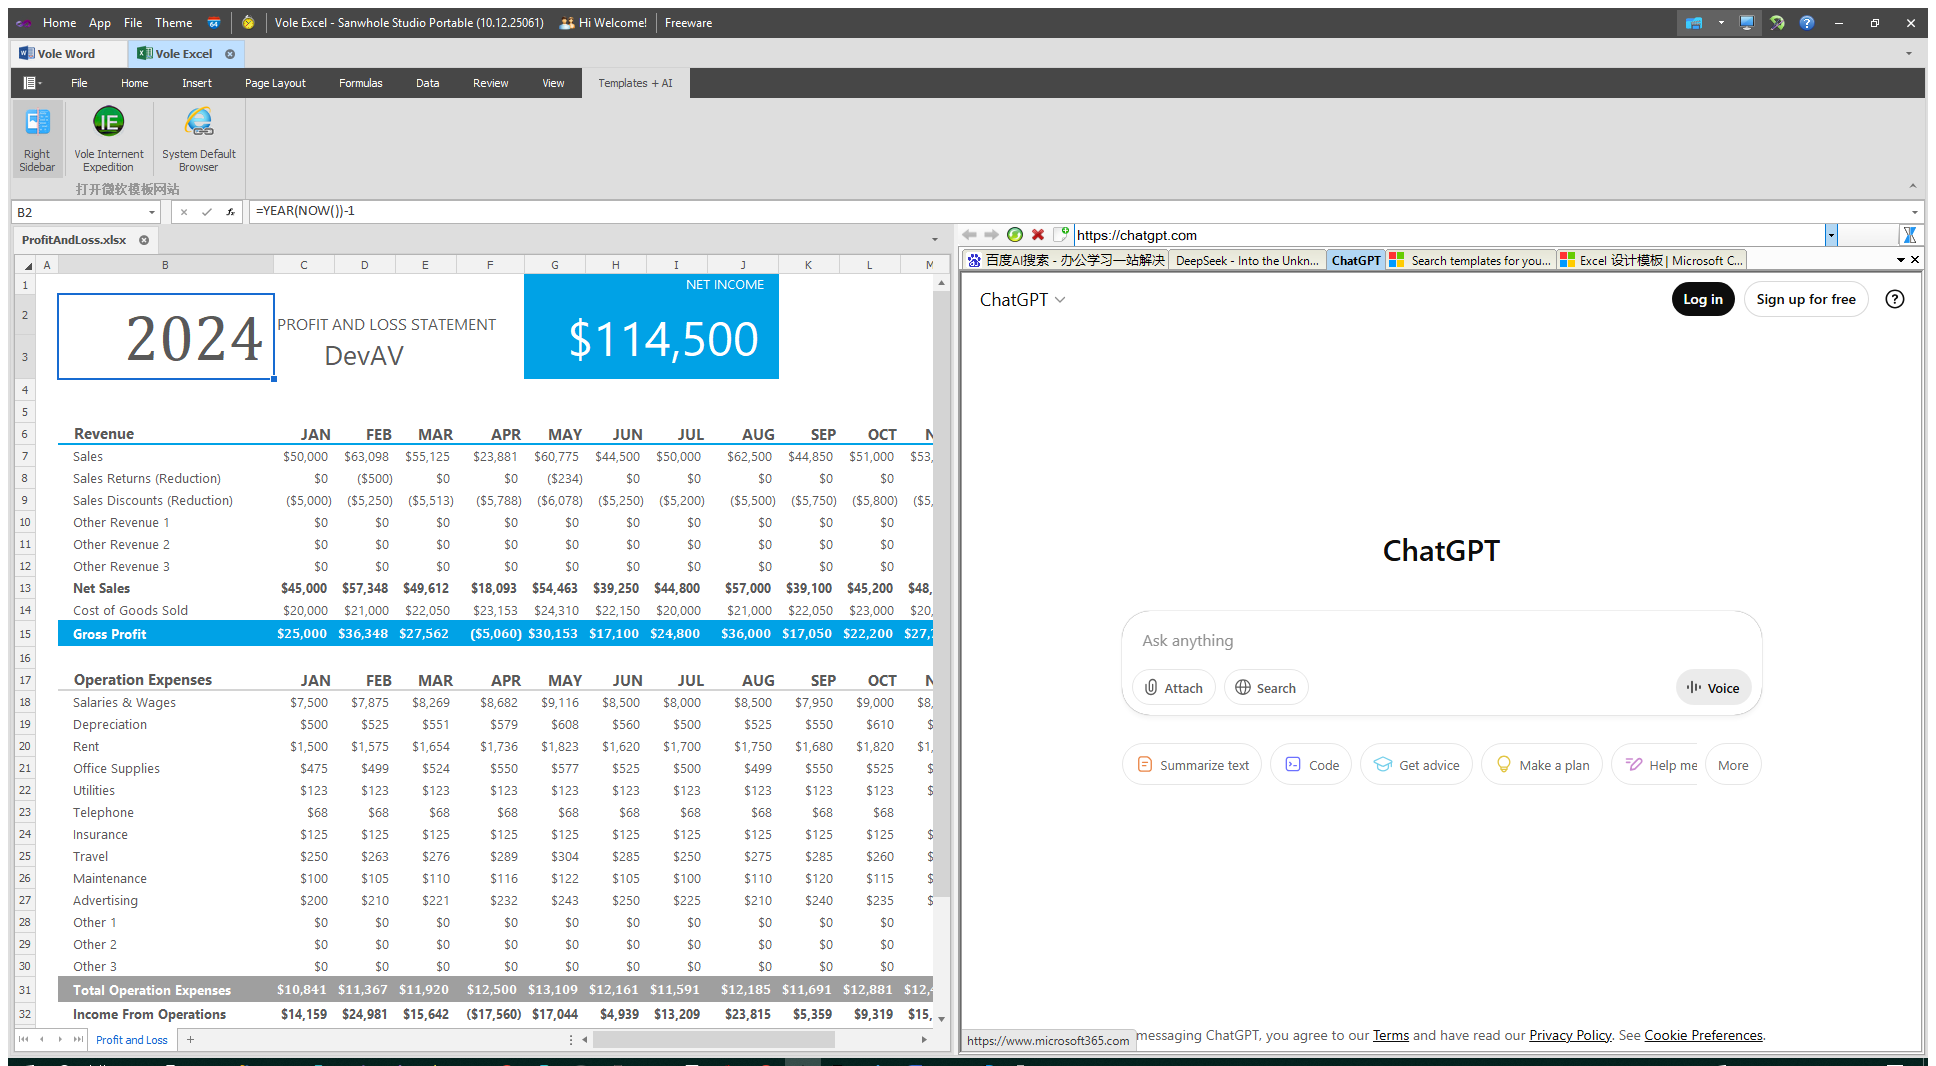 Home App File Theme 64 Vole Excel - Sanwhole Studio Portable (10.12.25061) Hi Welcome! Freeware
Vole Word Vole Excel
File Home Insert Page Layout Formulas Data Review View Templates + AI
Right Sidebar
IE
Vole Internent Expedition
System Default Browser
打开微软模板网站
B2 =YEAR(NOW())-1
ProfitAndLoss.xlsx
A B C D E F G H I J K L M
1 NET INCOME
2 2024 PROFIT AND LOSS STATEMENT $114,500
3 DevAV
4
5
6 Revenue JAN FEB MAR APR MAY JUN JUL AUG SEP OCT N
7 Sales $50,000 $63,098 $55,125 $23,881 $60,775 $44,500 $50,000 $62,500 $44,850 $51,000 $53,
8 Sales Returns (Reduction) $0 ($500) $0 $0 ($234) $0 $0 $0 $0 $0
9 Sales Discounts (Reduction) ($5,000) ($5,250) ($5,513) ($5,788) ($6,078) ($5,250) ($5,200) ($5,500) ($5,750) ($5,800) ($5,
10 Other Revenue 1 $0 $0 $0 $0 $0 $0 $0 $0 $0 $0
11 Other Revenue 2 $0 $0 $0 $0 $0 $0 $0 $0 $0 $0
12 Other Revenue 3 $0 $0 $0 $0 $0 $0 $0 $0 $0 $0
13 Net Sales $45,000 $57,348 $49,612 $18,093 $54,463 $39,250 $44,800 $57,000 $39,100 $45,200 $48,
14 Cost of Goods Sold $20,000 $21,000 $22,050 $23,153 $24,310 $22,150 $20,000 $21,000 $22,050 $23,000 $20,
15 Gross Profit $25,000 $36,348 $27,562 ($5,060) $30,153 $17,100 $24,800 $36,000 $17,050 $22,200 $27,
16
17 Operation Expenses JAN FEB MAR APR MAY JUN JUL AUG SEP OCT N
18 Salaries & Wages $7,500 $7,875 $8,269 $8,682 $9,116 $8,500 $8,000 $8,500 $7,950 $9,000 $8,
19 Depreciation $500 $525 $551 $579 $608 $560 $500 $525 $550 $610 $
20 Rent $1,500 $1,575 $1,654 $1,736 $1,823 $1,620 $1,700 $1,750 $1,680 $1,820 $1,
21 Office Supplies $475 $499 $524 $550 $577 $525 $500 $499 $550 $525 $
22 Utilities $123 $123 $123 $123 $123 $123 $123 $123 $123 $123 $
23 Telephone $68 $68 $68 $68 $68 $68 $68 $68 $68 $68
24 Insurance $125 $125 $125 $125 $125 $125 $125 $125 $125 $125 $
25 Travel $250 $263 $276 $289 $304 $285 $250 $275 $285 $260 $
26 Maintenance $100 $105 $110 $116 $122 $105 $100 $110 $120 $115 $
27 Advertising $200 $210 $221 $232 $243 $250 $225 $210 $240 $235 $
28 Other 1 $0 $0 $0 $0 $0 $0 $0 $0 $0 $0
29 Other 2 $0 $0 $0 $0 $0 $0 $0 $0 $0 $0
30 Other 3 $0 $0 $0 $0 $0 $0 $0 $0 $0 $0
31 Total Operation Expenses $10,841 $11,367 $11,920 $12,500 $13,109 $12,161 $11,591 $12,185 $11,691 $12,881 $12,
32 Income From Operations $14,159 $24,981 $15,642 ($17,560) $17,044 $4,939 $13,209 $23,815 $5,359 $9,319 $15,
Profit and Loss
https://chatgpt.com
百度AI搜索 - 办公学习一站解决 DeepSeek - Into the Unkn... ChatGPT Search templates for you... Excel 设计模板 | Microsoft C...
ChatGPT Log in Sign up for free
ChatGPT
Ask anything
Attach Search Voice
Summarize text Code Get advice Make a plan Help me More
https://www.microsoft365.com messaging ChatGPT, you agree to our Terms and have read our Privacy Policy. See Cookie Preferences.